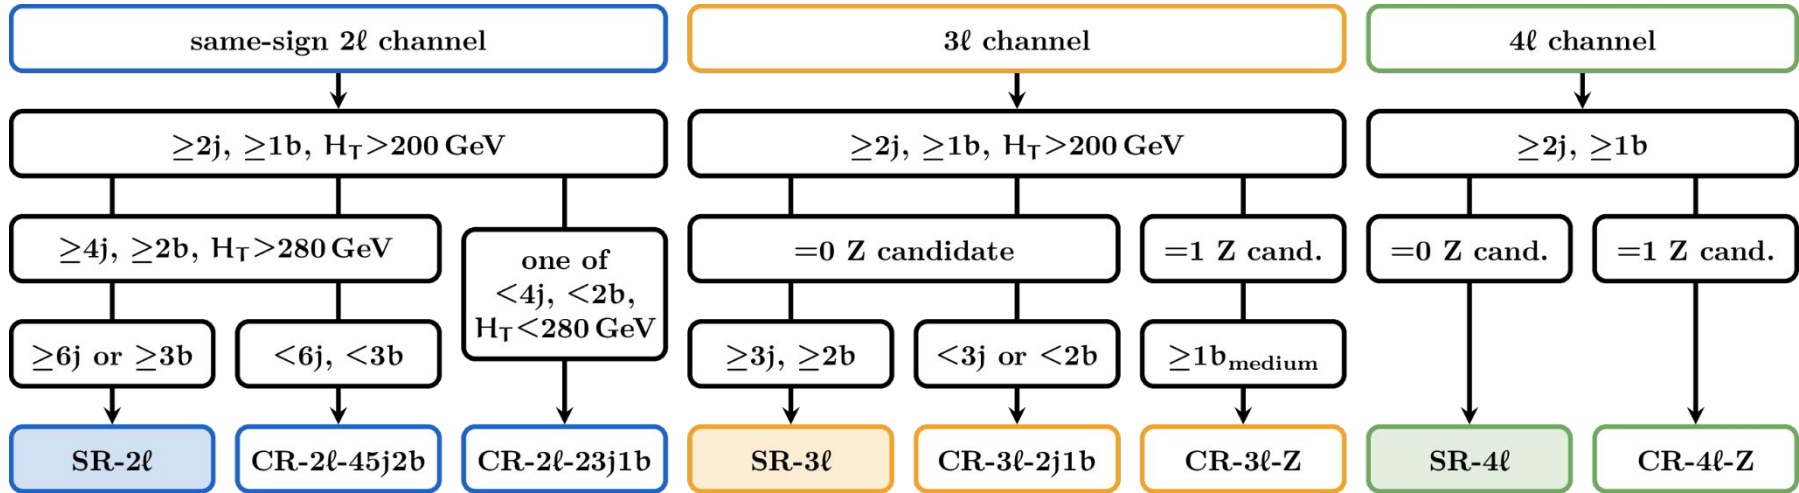 same-sign 2ℓ channel
3ℓ channel
4ℓ channel
≥2j, ≥1b, H_T>200 GeV
≥2j, ≥1b, H_T>200 GeV
≥2j, ≥1b
≥4j, ≥2b, H_T>280 GeV
one of
<4j, <2b,
H_T<280 GeV
=0 Z candidate
=1 Z cand.
=0 Z cand.
=1 Z cand.
≥6j or ≥3b
<6j, <3b
≥3j, ≥2b
<3j or <2b
≥1b_medium
SR-2ℓ
CR-2ℓ-45j2b
CR-2ℓ-23j1b
SR-3ℓ
CR-3ℓ-2j1b
CR-3ℓ-Z
SR-4ℓ
CR-4ℓ-Z